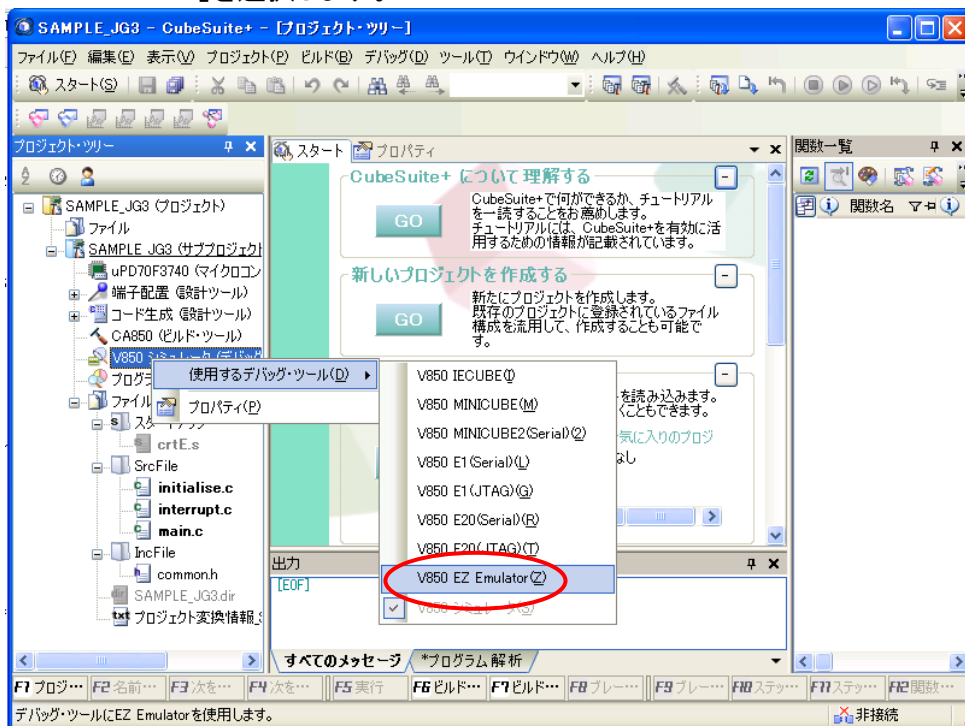 」を選択します。
SAMPLE_JG3 - CubeSuite+ - [プロジェクト・ツリー]
ファイル(F) 編集(E) 表示(V) プロジェクト(P) ビルド(B) デバッグ(D) ツール(T) ウインドウ(W) ヘルプ(H)
スタート(S)
プロジェクト・ツリー
SAMPLE_JG3 (プロジェクト)
ファイル
SAMPLE_JG3 (サブプロジェクト
uPD70F3740 (マイクロコン
端子配置 (設計ツール)
コード生成 (設計ツール)
CA850 (ビルド・ツール)
V850 シミュレータ (デバッグ
プログラ
ファイル
スタートアップ
crtE.s
SrcFile
initialise.c
interrupt.c
main.c
IncFile
common.h
SAMPLE_JG3.dir
プロジェクト変換情報_S
使用するデバッグ・ツール(D)
プロパティ(P)
V850 IECUBE(I)
V850 MINICUBE(M)
V850 MINICUBE2(Serial)(2)
V850 E1(Serial)(L)
V850 E1(JTAG)(G)
V850 E20(Serial)(R)
V850 E20(JTAG)(T)
V850 EZ Emulator(Z)
V850 シミュレータ(S)
スタート プロパティ
CubeSuite+ について理解する
GO
CubeSuite+で何ができるか、チュートリアル
を一読することをお薦めします。
チュートリアルには、CubeSuite+を有効に活
用するための情報が記載されています。
新しいプロジェクトを作成する
GO
新たにプロジェクトを作成します。
既存のプロジェクトに登録されているファイル
構成を流用して、作成することも可能で
す。
を読み込みます。
くこともできます。
気に入りのプロジ
なし
出力
[EOF]
すべてのメッセージ *プログラム解析
関数一覧
関数名
F1 プロジ… F2 名前… F3 次を… F4 次を… F5 実行 F6 ビルド… F7 ビルド… F8 ブレー… F9 ブレー… F10 ステッ… F11 ステッ… F12 関数…
デバッグ・ツールにEZ Emulatorを使用します。
非接続